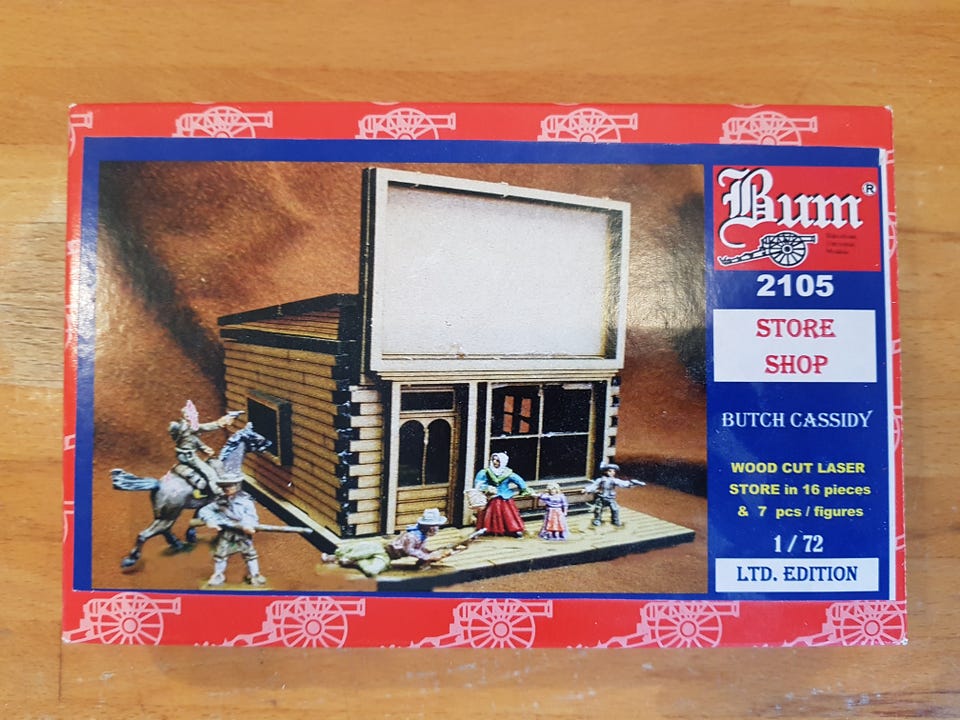 Bum ®
2105
STORE
SHOP
BUTCH CASSIDY
WOOD CUT LASER
STORE in 16 pieces
& 7 pcs / figures
1 / 72
LTD. EDITION